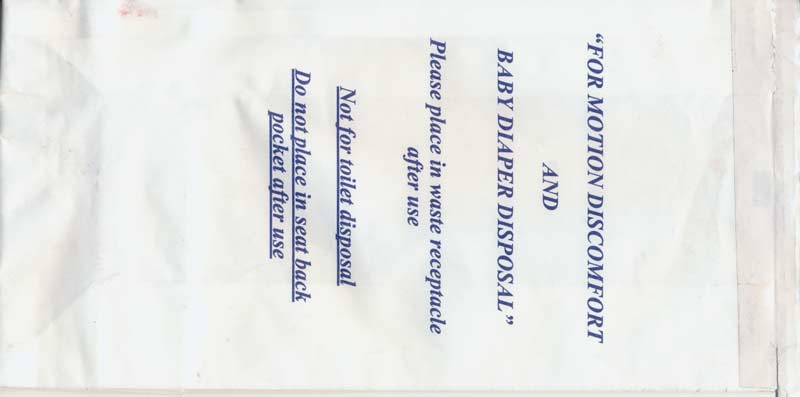 “FOR MOTION DISCOMFORT
AND
BABY DIAPER DISPOSAL”
Please place in waste receptacle
after use
Not for toilet disposal
Do not place in seat back
pocket after use